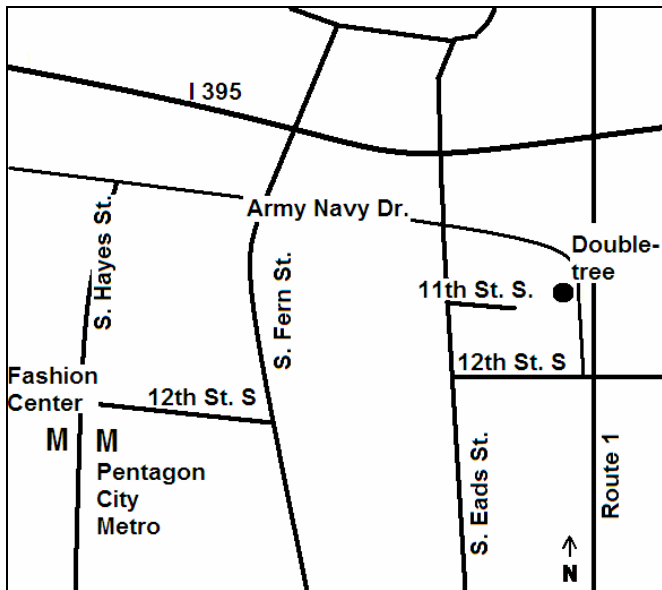 I 395
Army Navy Dr.
Double-
tree
S. Hayes St.
S. Fern St.
11th St. S.
12th St. S
Fashion
Center
12th St. S
M M
Pentagon
City
Metro
S. Eads St.
Route 1
N